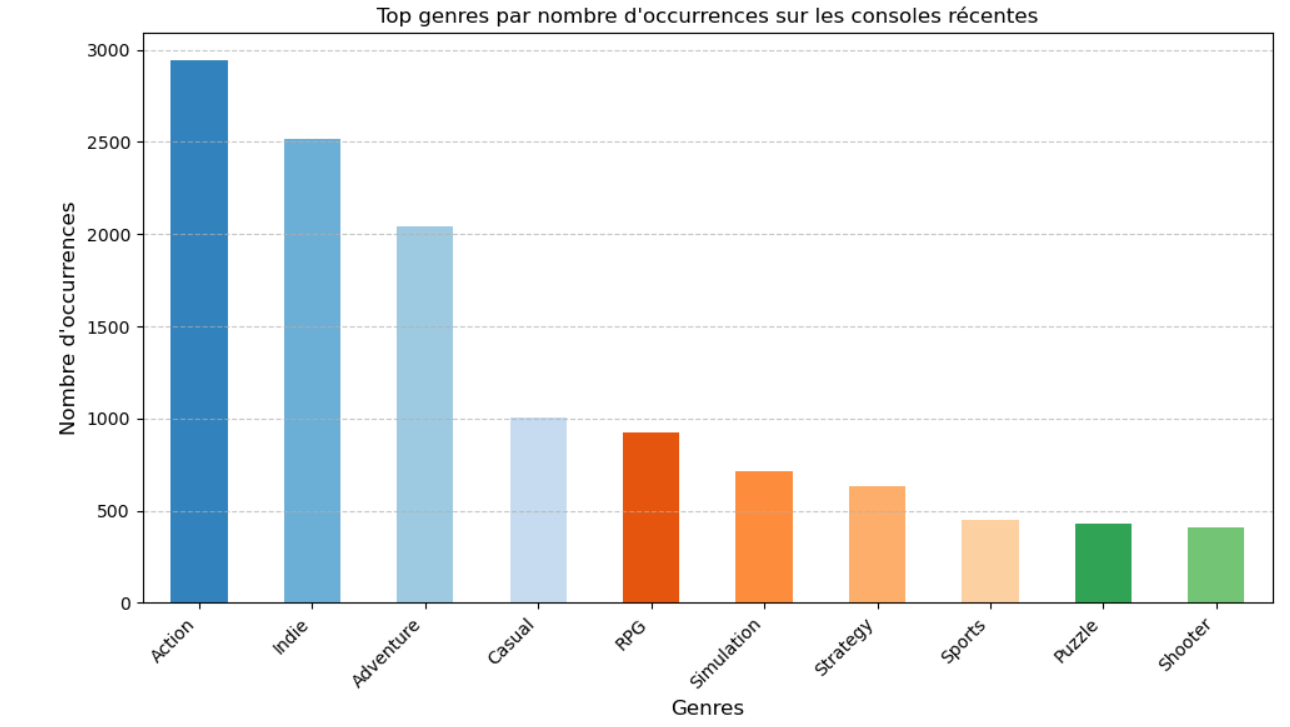 Top genres par nombre d'occurrences sur les consoles récentes
Nombre d'occurrences
3000
2500
2000
1500
1000
500
0
Action
Indie
Adventure
Casual
RPG
Simulation
Strategy
Sports
Puzzle
Shooter
Genres